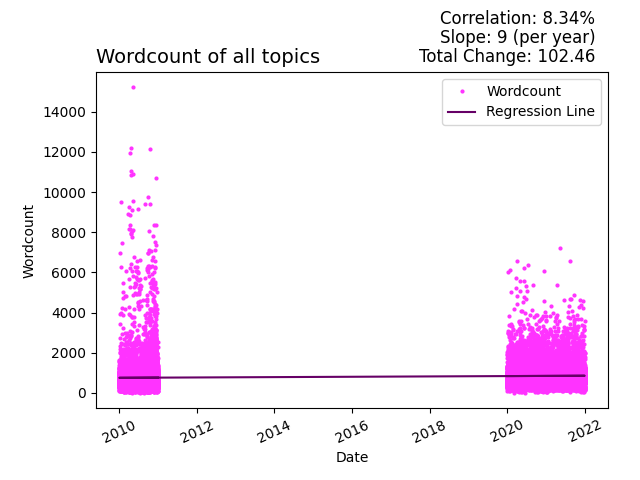 Correlation: 8.34%
Slope: 9 (per year)
Wordcount of all topics
Total Change: 102.46
Wordcount
Regression Line
14000
12000
10000
8000
6000
4000
2000
0
Wordcount
2010
2012
2014
2016
2018
2020
2022
Date